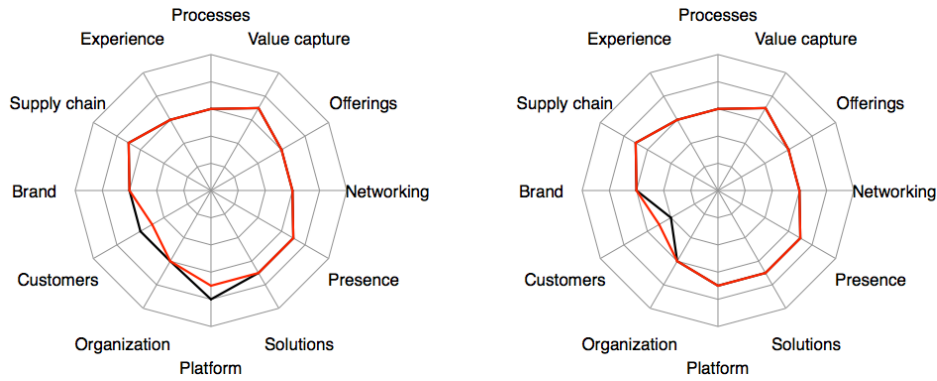 Processes
Experience
Value capture
Supply chain
Offerings
Brand
Networking
Customers
Presence
Organization
Solutions
Platform
Processes
Experience
Value capture
Supply chain
Offerings
Brand
Networking
Customers
Presence
Organization
Solutions
Platform